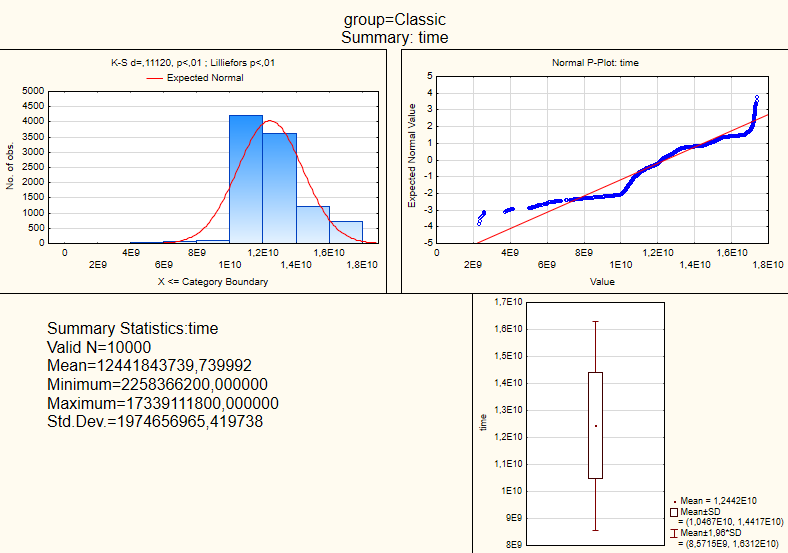 group=Classic
Summary: time
K-S d=,11120, p<,01 ; Lilliefors p<,01
Expected Normal
5000
4500
4000
3500
3000
2500
2000
1500
1000
500
0
No. of obs.
0 4E9 8E9 1,2E10 1,6E10
2E9 6E9 1E10 1,4E10 1,8E10
X <= Category Boundary
Normal P-Plot: time
5
4
3
2
1
0
-1
-2
-3
-4
-5
Expected Normal Value
0 4E9 8E9 1,2E10 1,6E10
2E9 6E9 1E10 1,4E10 1,8E10
Value
Summary Statistics:time
Valid N=10000
Mean=12441843739,739992
Minimum=2258366200,000000
Maximum=17339111800,000000
Std.Dev.=1974656965,419738
1,7E10
1,6E10
1,5E10
1,4E10
1,3E10
1,2E10
1,1E10
1E10
9E9
8E9
time
Mean = 1,2442E10
Mean±SD
= (1,0467E10, 1,4417E10)
Mean±1,96*SD
= (8,5715E9, 1,6312E10)